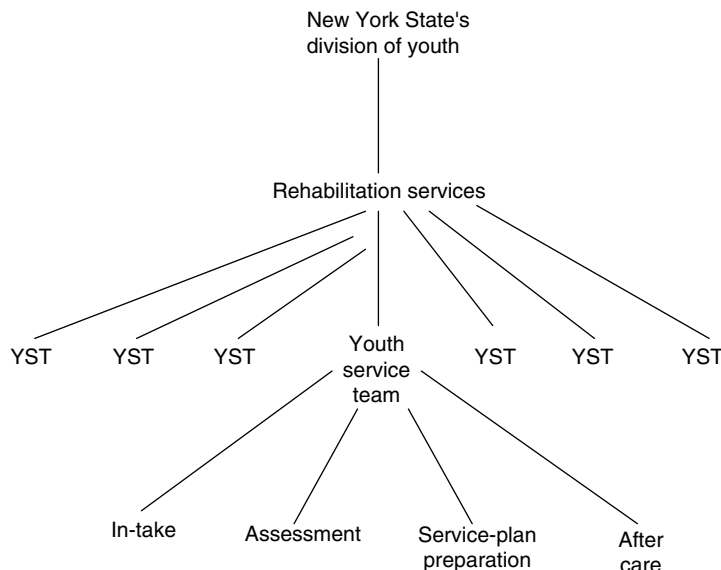 New York State's
division of youth
Rehabilitation services
YST
YST
YST
Youth
service
team
YST
YST
YST
In-take
Assessment
Service-plan
preparation
After
care